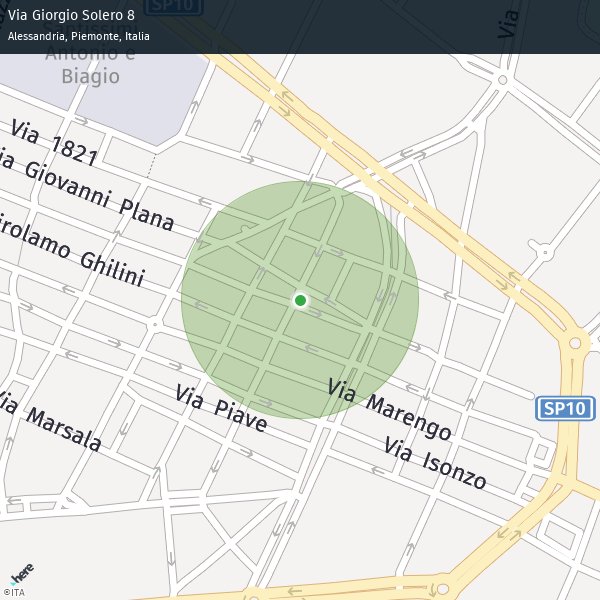 Via Giorgio Solero 8
Alessandria, Piemonte, Italia
SP10
Santissimi
Antonio e
Biagio
Via
Via 1821
ia Giovanni Plana
irolamo Ghilini
Via Marengo
SP10
Via Piave
Via Marsala
Via Isonzo
here
©ITA